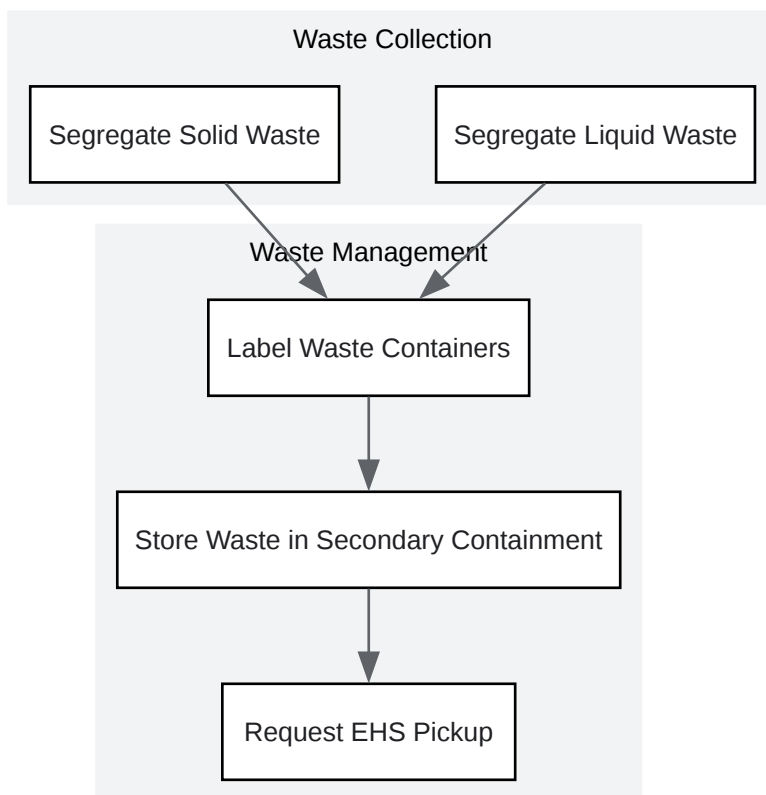 Waste Collection
Segregate Solid Waste
Segregate Liquid Waste
Waste Management
Label Waste Containers
Store Waste in Secondary Containment
Request EHS Pickup